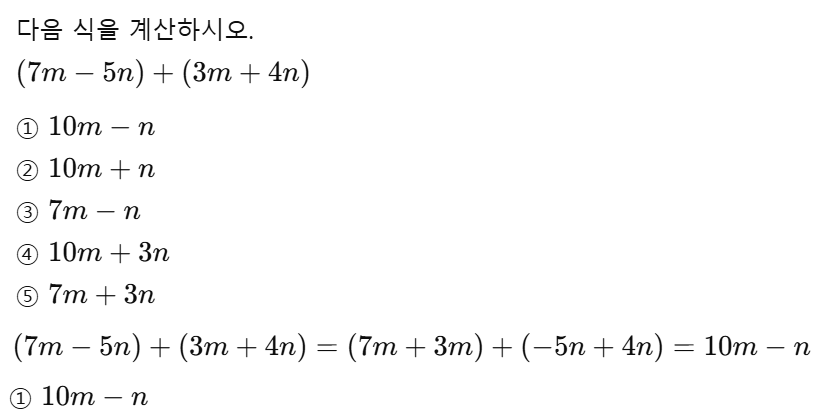 다음 식을 계산하시오.
(7m − 5n) + (3m + 4n)
① 10m − n
② 10m + n
③ 7m − n
④ 10m + 3n
⑤ 7m + 3n
(7m − 5n) + (3m + 4n) = (7m + 3m) + (−5n + 4n) = 10m − n
① 10m − n